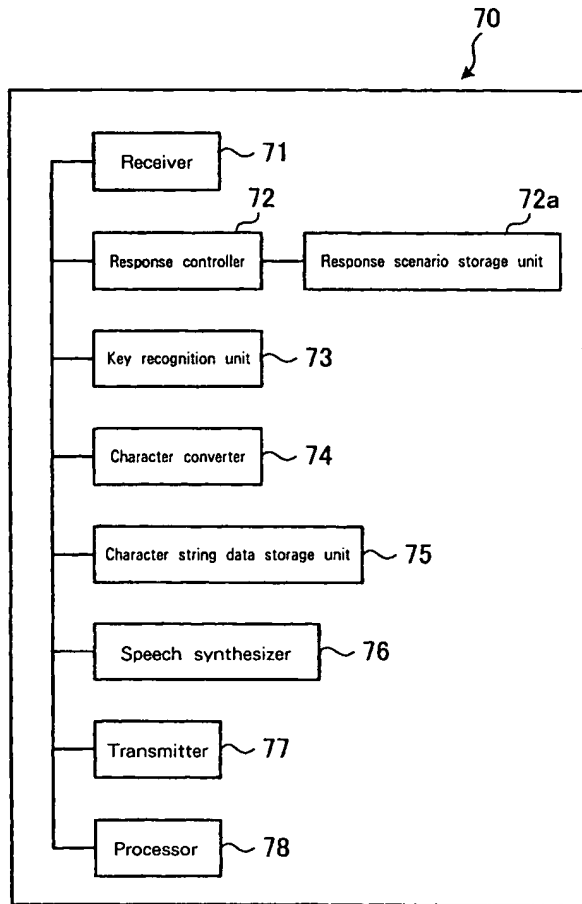 70
Receiver 71
72 72a
Response controller Response scenario storage unit
Key recognition unit 73
Character converter 74
Character string data storage unit 75
Speech synthesizer 76
Transmitter 77
Processor 78